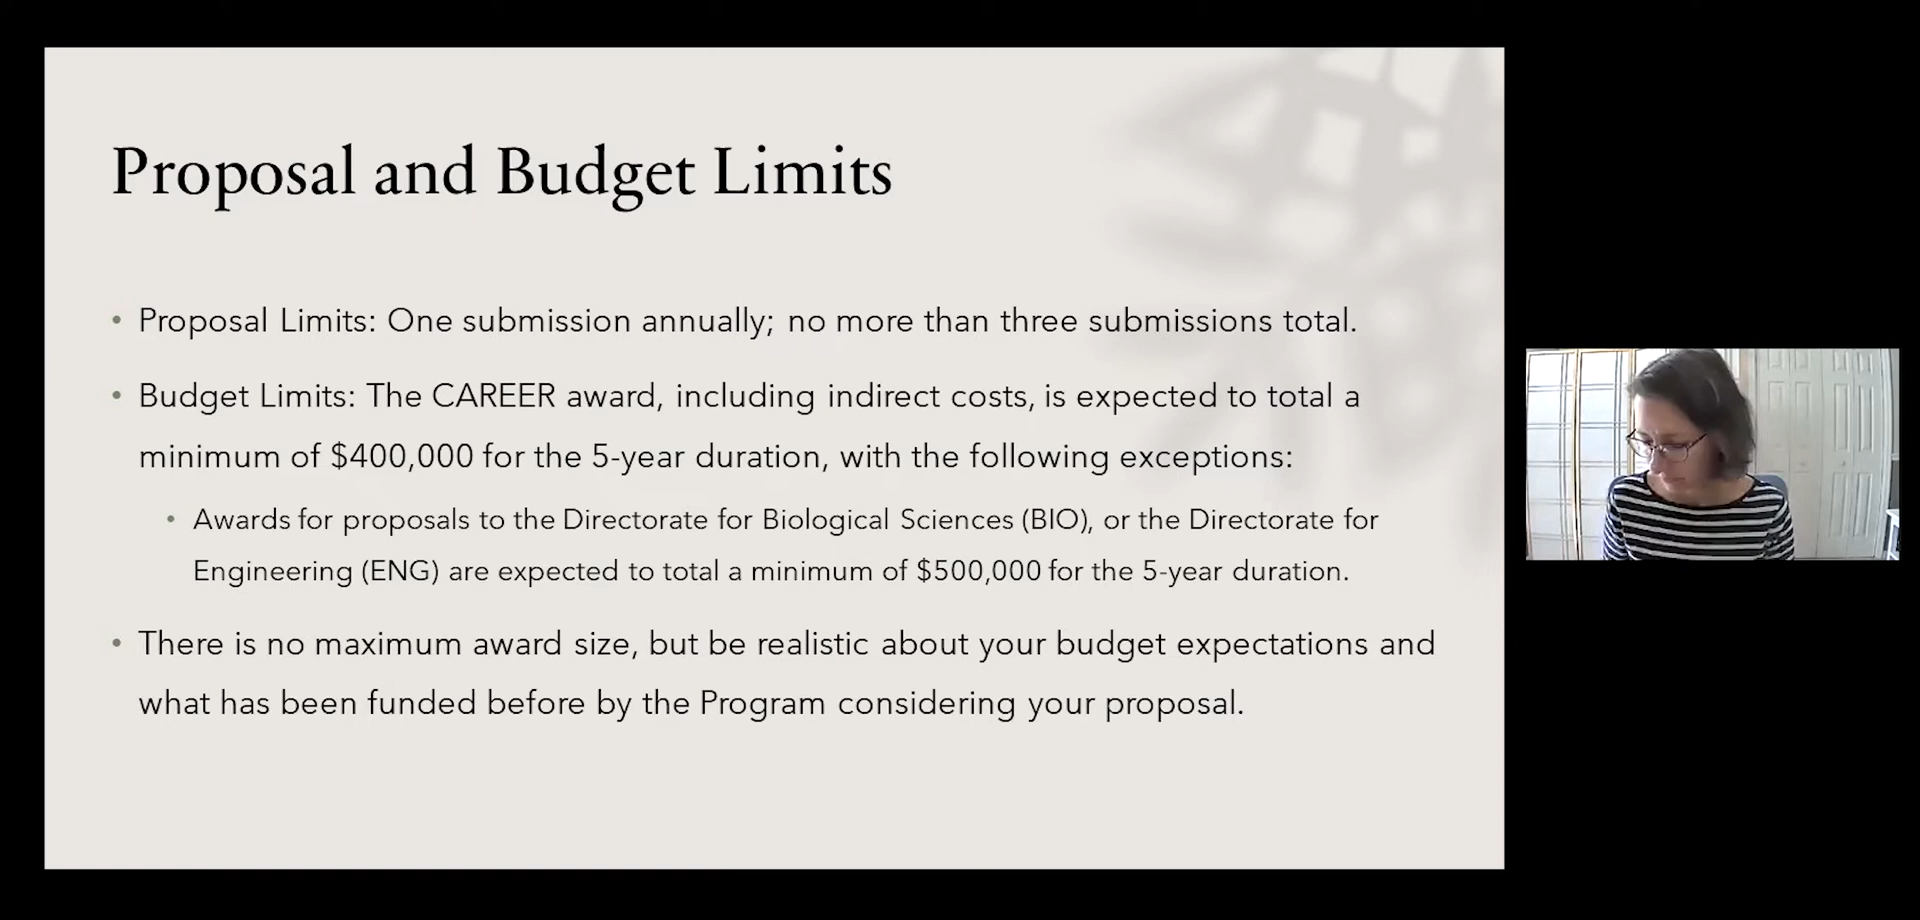 Proposal and Budget Limits
• Proposal Limits: One submission annually; no more than three submissions total.
• Budget Limits: The CAREER award, including indirect costs, is expected to total a
minimum of $400,000 for the 5-year duration, with the following exceptions:
• Awards for proposals to the Directorate for Biological Sciences (BIO), or the Directorate for
Engineering (ENG) are expected to total a minimum of $500,000 for the 5-year duration.
• There is no maximum award size, but be realistic about your budget expectations and
what has been funded before by the Program considering your proposal.